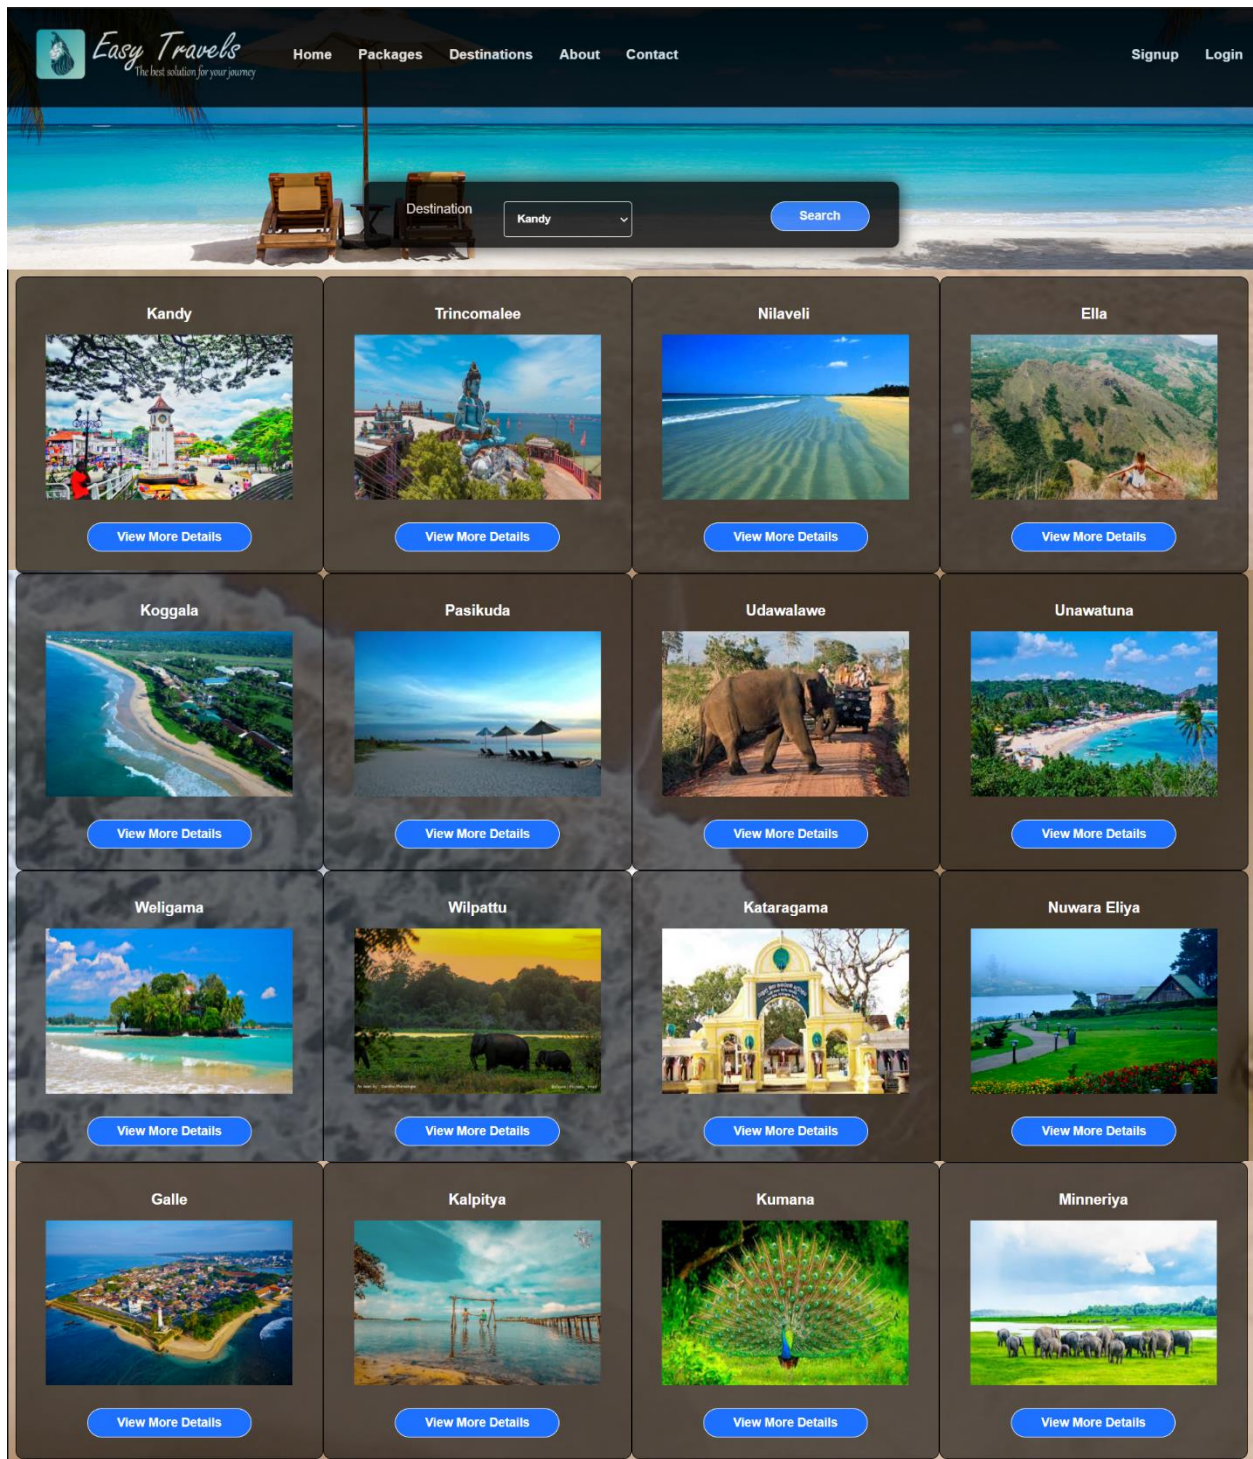 Easy Travels
The best solution for your journey
Home Packages Destinations About Contact Signup Login
Destination Kandy Search
Kandy Trincomalee Nilaveli Ella
View More Details View More Details View More Details View More Details
Koggala Pasikuda Udawalawe Unawatuna
View More Details View More Details View More Details View More Details
Weligama Wilpattu Kataragama Nuwara Eliya
View More Details View More Details View More Details View More Details
Galle Kalpitya Kumana Minneriya
View More Details View More Details View More Details View More Details